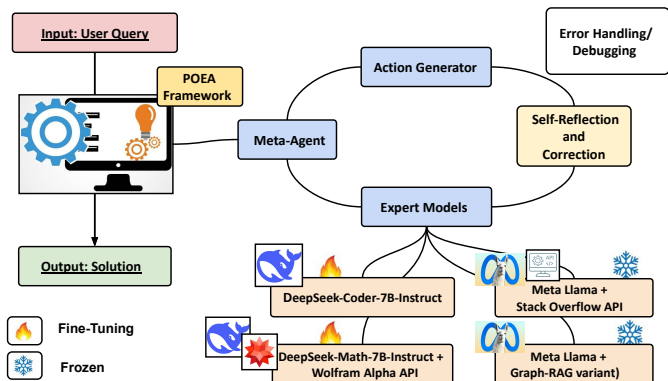 Input: User Query
POEA
Framework
Action Generator
Error Handling/
Debugging
Meta-Agent
Self-Reflection
and
Correction
Expert Models
Output: Solution
API
</>
DeepSeek-Coder-7B-Instruct
Meta Llama +
Stack Overflow API
Fine-Tuning
Frozen
DeepSeek-Math-7B-Instruct +
Wolfram Alpha API
Meta Llama +
Graph-RAG variant)